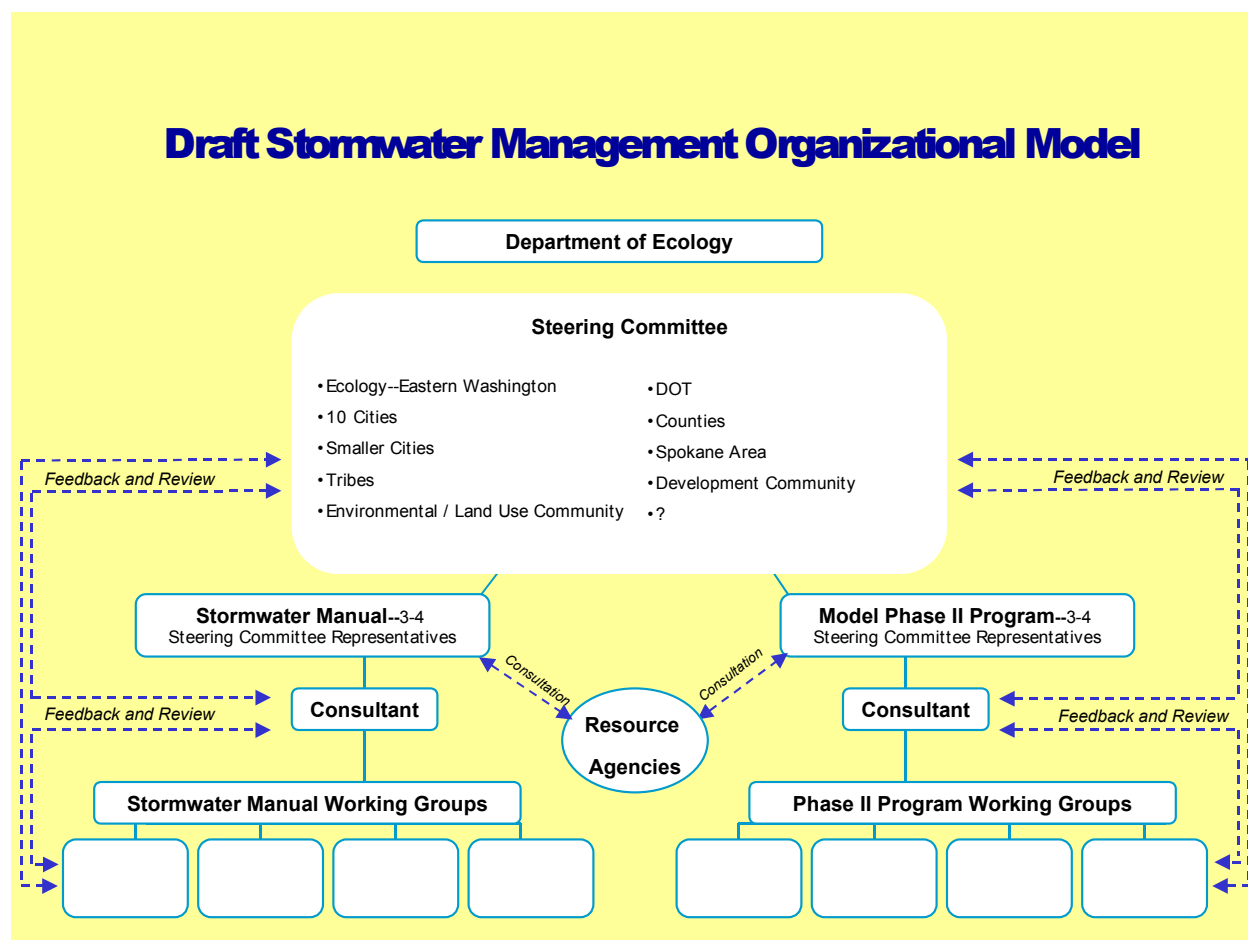 Draft Stormwater Management Organizational Model
Department of Ecology
Steering Committee
•Ecology--Eastern Washington
•10 Cities
•Smaller Cities
•Tribes
•Environmental / Land Use Community
•DOT
•Counties
•Spokane Area
•Development Community
•?
Feedback and Review
Feedback and Review
Stormwater Manual--3-4
Steering Committee Representatives
Model Phase II Program--3-4
Steering Committee Representatives
Consultation
Consultation
Consultant
Resource
Agencies
Consultant
Feedback and Review
Feedback and Review
Stormwater Manual Working Groups
Phase II Program Working Groups